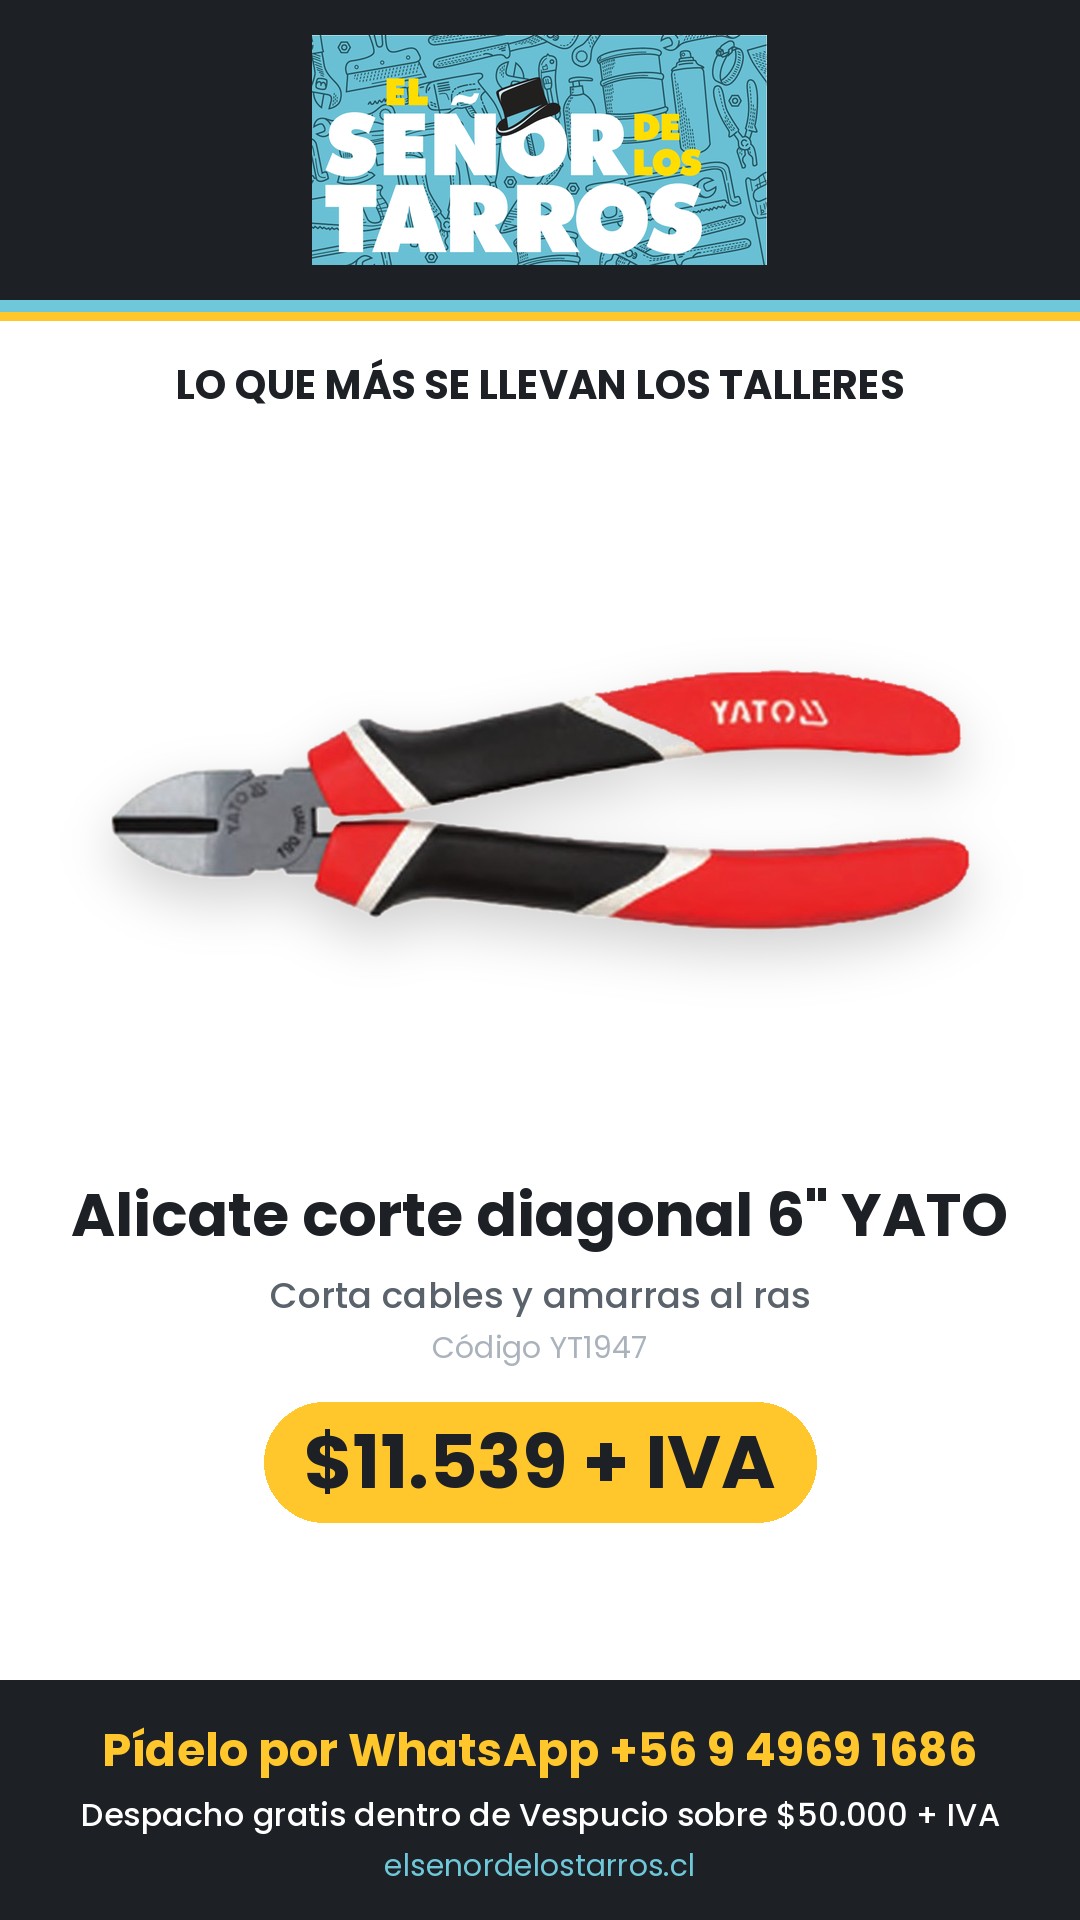 EL
SEÑOR DE LOS
TARROS
LO QUE MÁS SE LLEVAN LOS TALLERES
YATO
YATO
Alicate corte diagonal 6" YATO
Corta cables y amarras al ras
Código YT1947
$11.539 + IVA
Pídelo por WhatsApp +56 9 4969 1686
Despacho gratis dentro de Vespucio sobre $50.000 + IVA
elsenordelostarros.cl